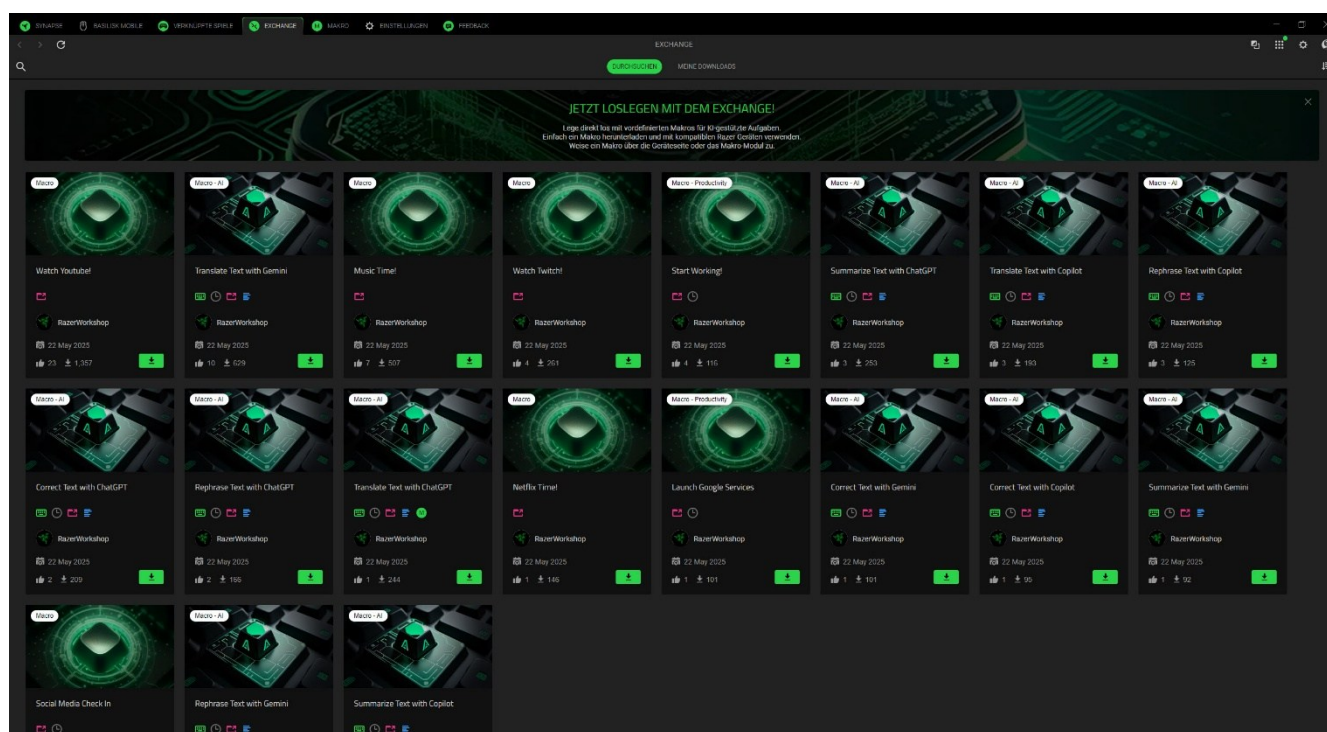 SYNAPSE BASILISK MOBILE VERKNÜPFTE SPIELE EXCHANGE MAKRO EINSTELLUNGEN FEEDBACK
EXCHANGE
DURCHSUCHEN MEINE DOWNLOADS
JETZT LOSLEGEN MIT DEM EXCHANGE!
Lege direkt los mit vordefinierten Makros für KI-gestützte Aufgaben.
Einfach ein Makro herunterladen und mit kompatiblen Razer Geräten verwenden.
Weise ein Makro über die Geräteseite oder das Makro-Modul zu.
Macro Macro - AI Macro Macro Macro - Productivity Macro - AI Macro - AI Macro - AI
Watch Youtube! Translate Text with Gemini Music Time! Watch Twitch! Start Working! Summarize Text with ChatGPT Translate Text with Copilot Rephrase Text with Copilot
RazerWorkshop RazerWorkshop RazerWorkshop RazerWorkshop RazerWorkshop RazerWorkshop RazerWorkshop RazerWorkshop
22 May 2025 22 May 2025 22 May 2025 22 May 2025 22 May 2025 22 May 2025 22 May 2025 22 May 2025
23 1,357 10 629 7 507 4 261 4 116 3 253 3 193 3 125
Macro - AI Macro - AI Macro - AI Macro Macro - Productivity Macro - AI Macro - AI Macro - AI
Correct Text with ChatGPT Rephrase Text with ChatGPT Translate Text with ChatGPT Netflix Time! Launch Google Services Correct Text with Gemini Correct Text with Copilot Summarize Text with Gemini
RazerWorkshop RazerWorkshop RazerWorkshop RazerWorkshop RazerWorkshop RazerWorkshop RazerWorkshop RazerWorkshop
22 May 2025 22 May 2025 22 May 2025 22 May 2025 22 May 2025 22 May 2025 22 May 2025 22 May 2025
2 209 2 1 244 1 146 1 101 1 101 1 1 92
Macro Macro - AI Macro - AI
Social Media Check In Rephrase Text with Gemini Summarize Text with Copilot